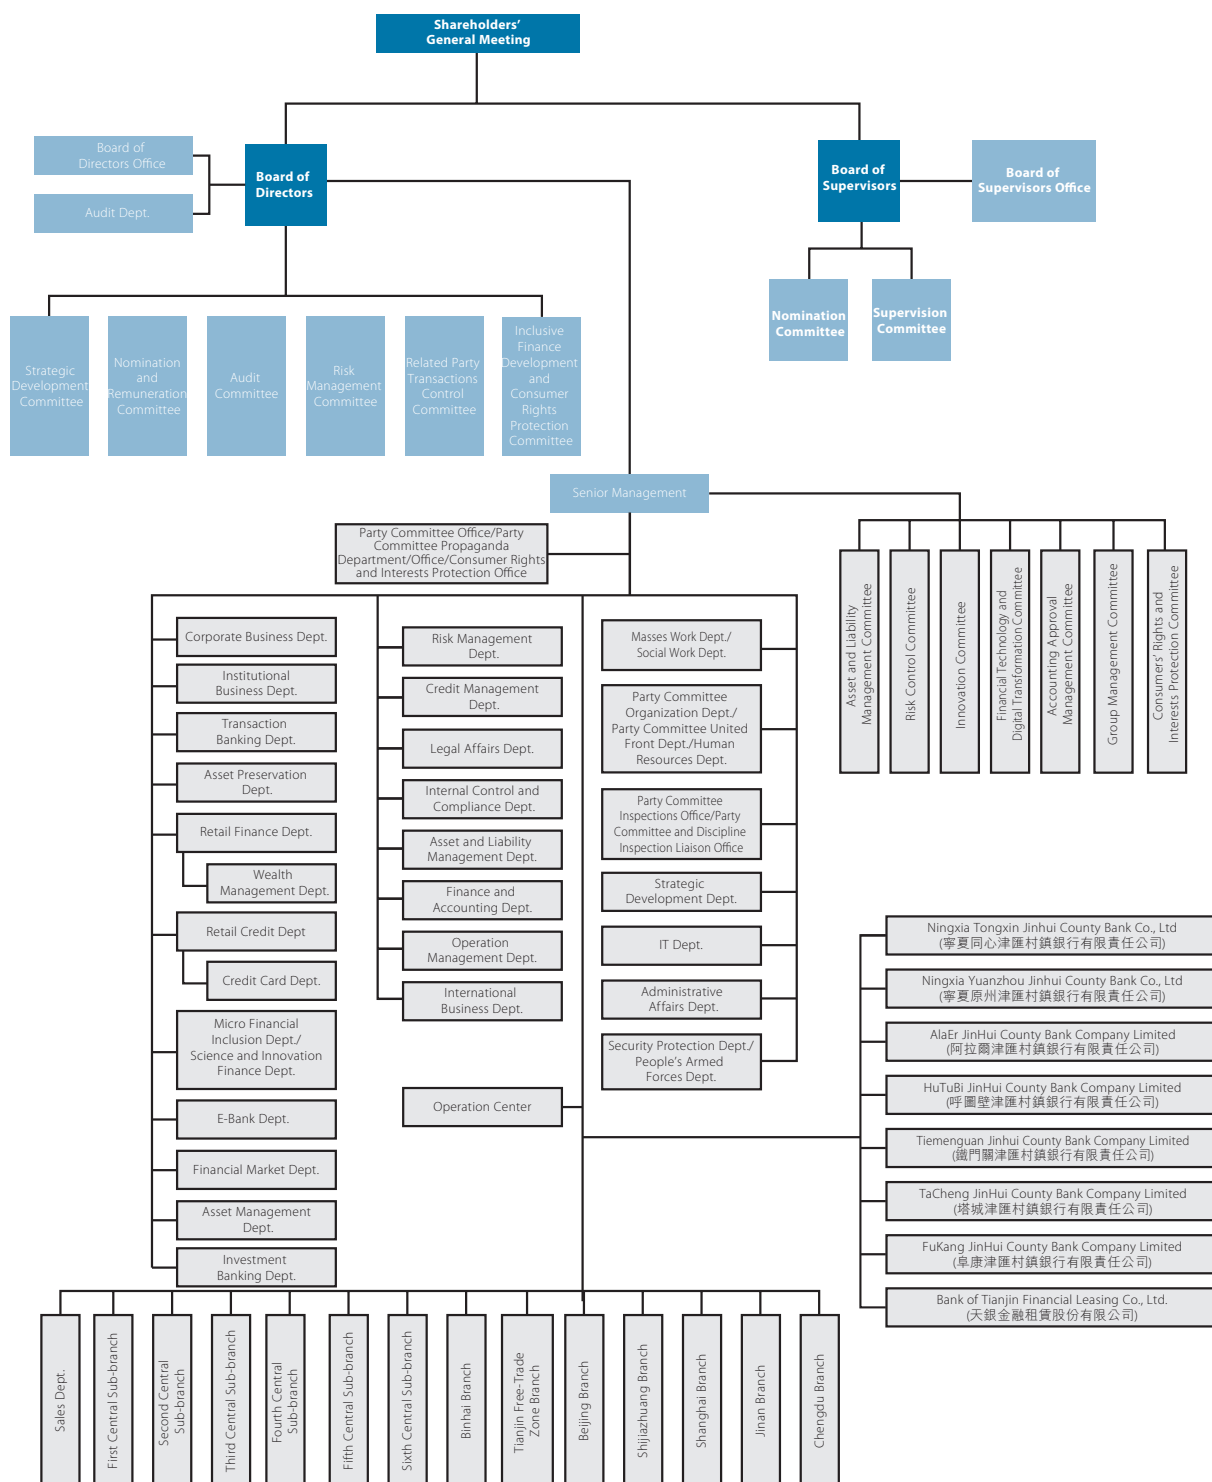 Shareholders'
General Meeting
Board of
Directors Office
Audit Dept.
Board of
Directors
Board of
Supervisors
Board of
Supervisors Office
Nomination
Committee
Supervision
Committee
Strategic
Development
Committee
Nomination
and
Remuneration
Committee
Audit
Committee
Risk
Management
Committee
Related Party
Transactions
Control
Committee
Inclusive
Finance
Development
and
Consumer
Rights
Protection
Committee
Senior Management
Party Committee Office/Party
Committee Propaganda
Department/Office/Consumer Rights
and Interests Protection Office
Asset and Liability
Management Committee
Risk Control Committee
Innovation Committee
Financial Technology and
Digital Transformation Committee
Accounting Approval
Management Committee
Group Management Committee
Consumers' Rights and
Interests Protection Committee
Corporate Business Dept.
Institutional
Business Dept.
Transaction
Banking Dept.
Asset Preservation
Dept.
Retail Finance Dept.
Wealth
Management Dept.
Retail Credit Dept
Credit Card Dept.
Micro Financial
Inclusion Dept./
Science and Innovation
Finance Dept.
E-Bank Dept.
Financial Market Dept.
Asset Management
Dept.
Investment
Banking Dept.
Risk Management
Dept.
Credit Management
Dept.
Legal Affairs Dept.
Internal Control and
Compliance Dept.
Asset and Liability
Management Dept.
Finance and
Accounting Dept.
Operation
Management Dept.
International
Business Dept.
Operation Center
Masses Work Dept./
Social Work Dept.
Party Committee
Organization Dept./
Party Committee United
Front Dept./Human
Resources Dept.
Party Committee
Inspections Office/Party
Committee and Discipline
Inspection Liaison Office
Strategic
Development Dept.
IT Dept.
Administrative
Affairs Dept.
Security Protection Dept./
People's Armed
Forces Dept.
Ningxia Tongxin Jinhui County Bank Co., Ltd
(寧夏同心津匯村鎮銀行有限責任公司)
Ningxia Yuanzhou Jinhui County Bank Co., Ltd
(寧夏原州津匯村鎮銀行有限責任公司)
AlaEr JinHui County Bank Company Limited
(阿拉爾津匯村鎮銀行有限責任公司)
HuTuBi JinHui County Bank Company Limited
(呼圖壁津匯村鎮銀行有限責任公司)
Tiemenguan Jinhui County Bank Company Limited
(鐵門關津匯村鎮銀行有限責任公司)
TaCheng JinHui County Bank Company Limited
(塔城津匯村鎮銀行有限責任公司)
FuKang JinHui County Bank Company Limited
(阜康津匯村鎮銀行有限責任公司)
Bank of Tianjin Financial Leasing Co., Ltd.
(天銀金融租賃股份有限公司)
Sales Dept.
First Central Sub-branch
Second Central
Sub-branch
Third Central Sub-branch
Fourth Central
Sub-branch
Fifth Central Sub-branch
Sixth Central Sub-branch
Binhai Branch
Tianjin Free-Trade
Zone Branch
Beijing Branch
Shijiazhuang Branch
Shanghai Branch
Jinan Branch
Chengdu Branch